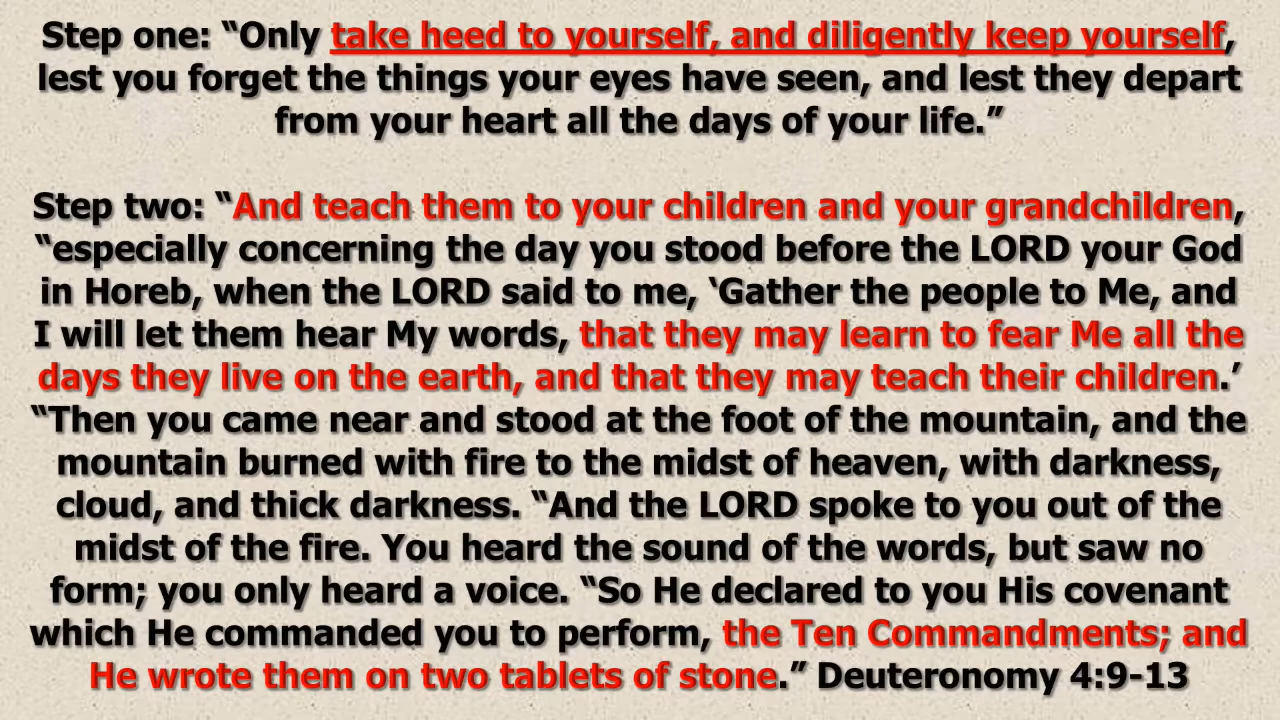 Step one: “Only take heed to yourself, and diligently keep yourself,
lest you forget the things your eyes have seen, and lest they depart
from your heart all the days of your life.”
Step two: “And teach them to your children and your grandchildren,
“especially concerning the day you stood before the LORD your God
in Horeb, when the LORD said to me, ‘Gather the people to Me, and
I will let them hear My words, that they may learn to fear Me all the
days they live on the earth, and that they may teach their children.’
“Then you came near and stood at the foot of the mountain, and the
mountain burned with fire to the midst of heaven, with darkness,
cloud, and thick darkness. “And the LORD spoke to you out of the
midst of the fire. You heard the sound of the words, but saw no
form; you only heard a voice. “So He declared to you His covenant
which He commanded you to perform, the Ten Commandments; and
He wrote them on two tablets of stone.” Deuteronomy 4:9-13